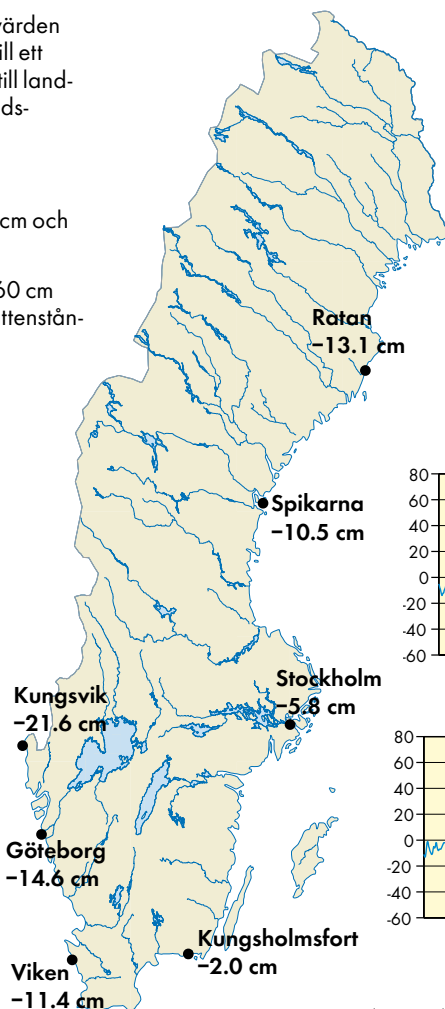 värden
ill ett
till land-
ds-
cm och
60 cm
ttenstån-
Ratan
−13.1 cm
Spikarna
−10.5 cm
Stockholm
−5.8 cm
Kungsvik
−21.6 cm
Göteborg
−14.6 cm
Kungsholmsfort
−2.0 cm
Viken
−11.4 cm
80
60
40
20
0
-20
-40
-60
80
60
40
20
0
-20
-40
-60